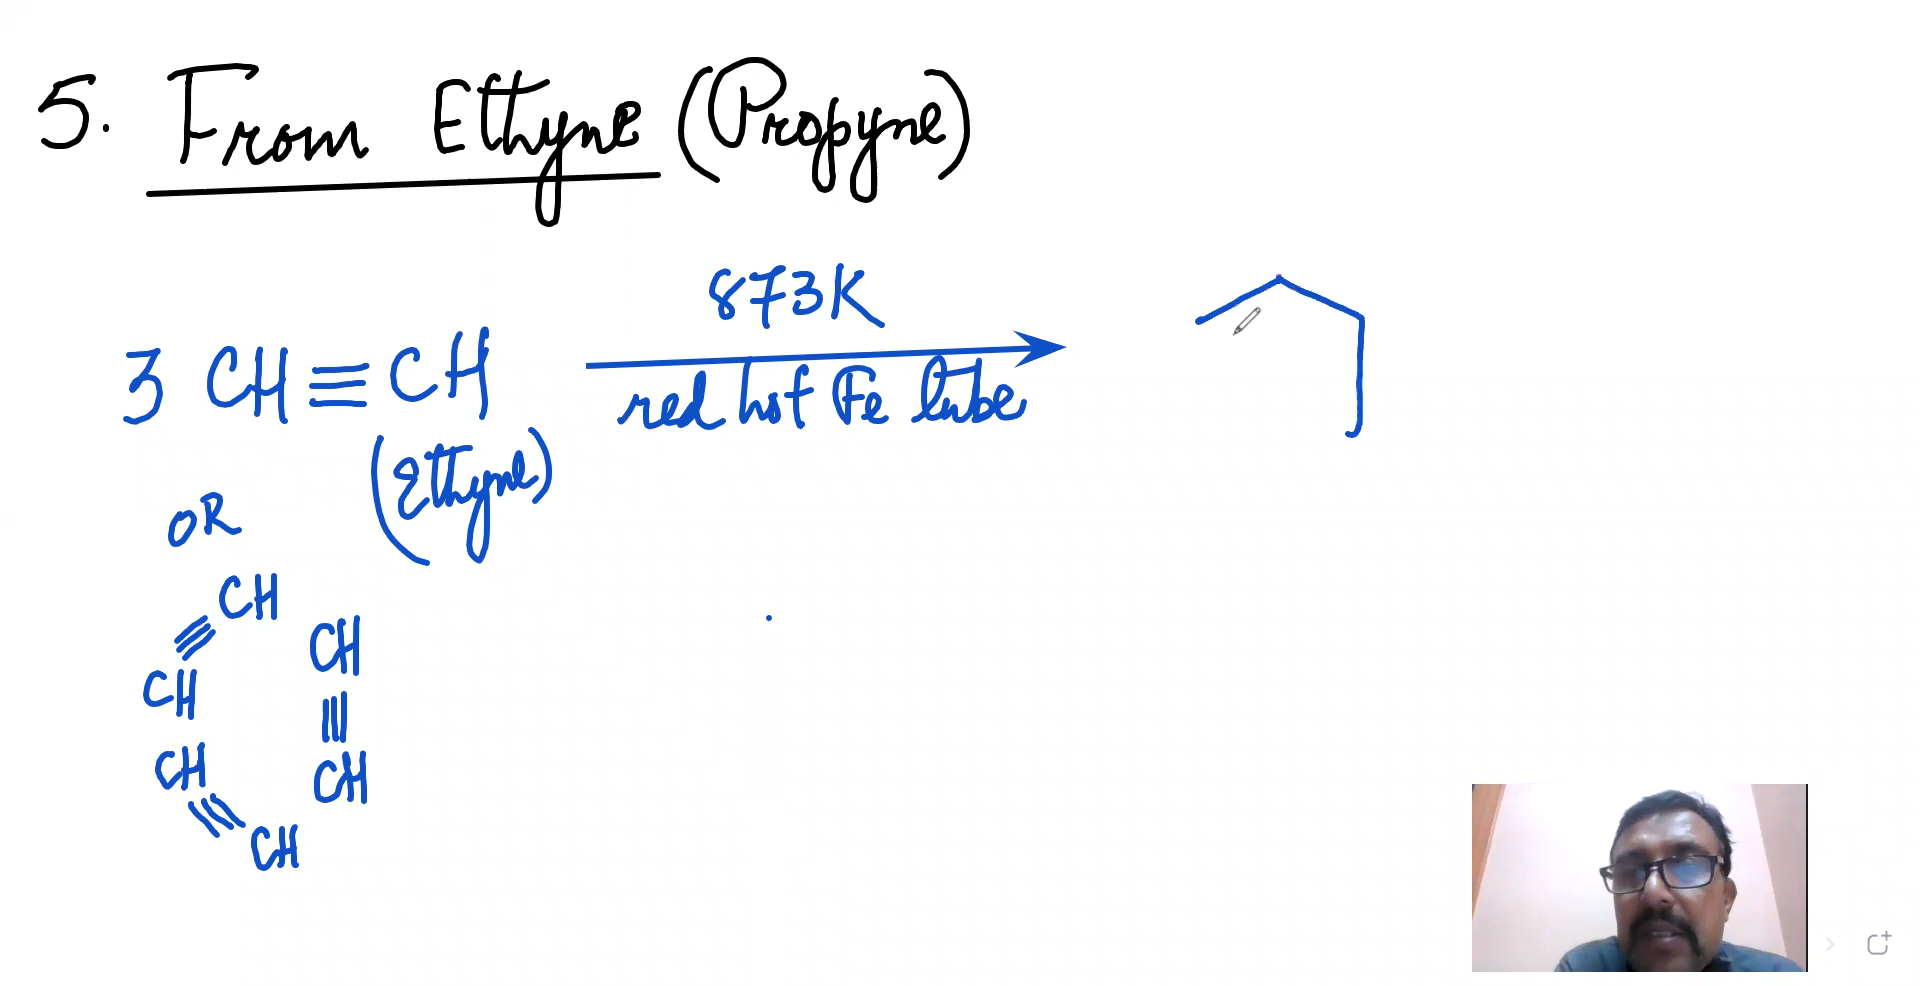 5. From Ethyne (Propyne)
873K
3 CH≡CH
red hot Fe tube
(Ethyne)
OR
CH
CH
CH
CH
CH
CH